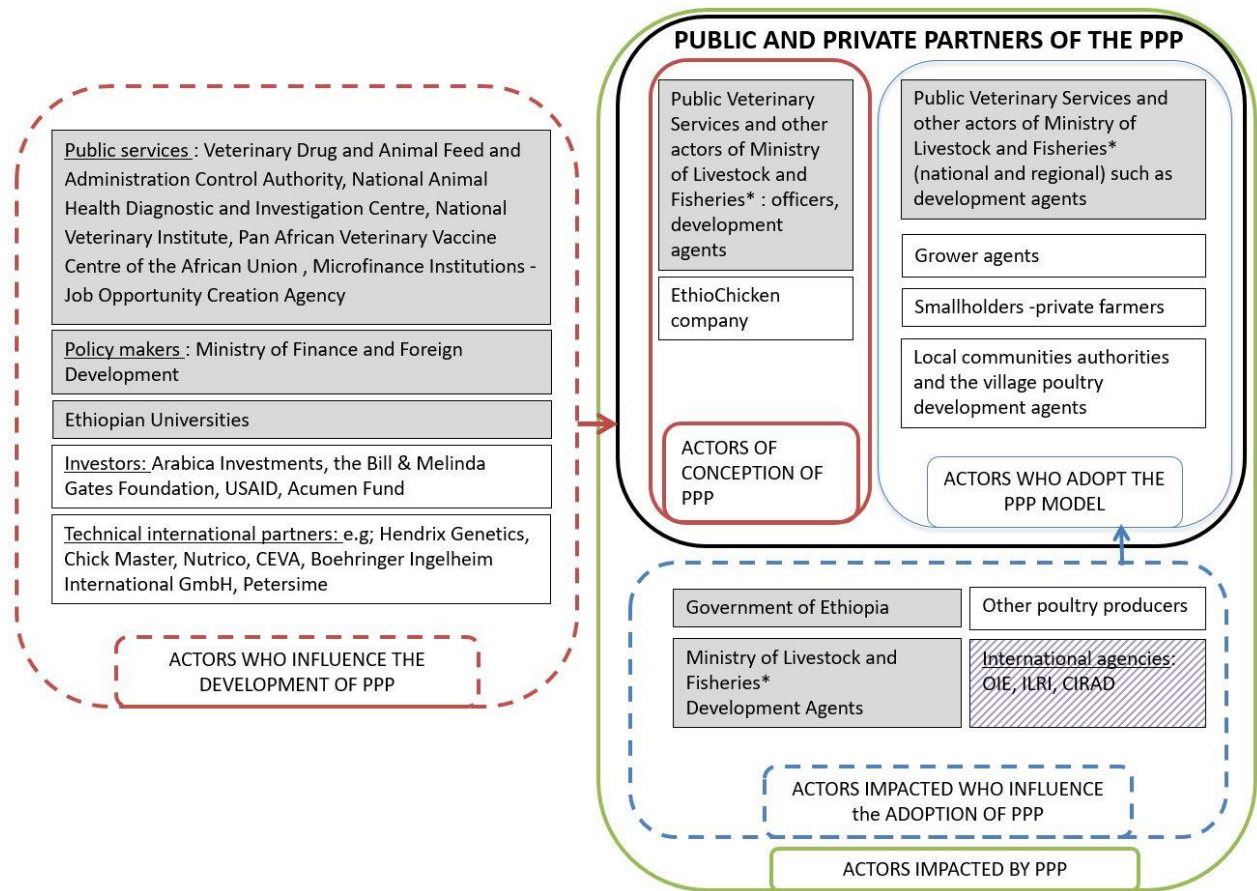 PUBLIC AND PRIVATE PARTNERS OF THE PPP
Public services : Veterinary Drug and Animal Feed and
Administration Control Authority, National Animal
Health Diagnostic and Investigation Centre, National
Veterinary Institute, Pan African Veterinary Vaccine
Centre of the African Union , Microfinance Institutions -
Job Opportunity Creation Agency
Policy makers : Ministry of Finance and Foreign
Development
Ethiopian Universities
Investors: Arabica Investments, the Bill & Melinda
Gates Foundation, USAID, Acumen Fund
Technical international partners: e.g; Hendrix Genetics,
Chick Master, Nutrico, CEVA, Boehringer Ingelheim
International GmbH, Petersime
ACTORS WHO INFLUENCE THE
DEVELOPMENT OF PPP
Public Veterinary
Services and other
actors of Ministry
of Livestock and
Fisheries* : officers,
development
agents
EthioChicken
company
ACTORS OF
CONCEPTION OF
PPP
Public Veterinary Services and
other actors of Ministry of
Livestock and Fisheries*
(national and regional) such as
development agents
Grower agents
Smallholders -private farmers
Local communities authorities
and the village poultry
development agents
ACTORS WHO ADOPT THE
PPP MODEL
Government of Ethiopia
Other poultry producers
Ministry of Livestock and
Fisheries*
Development Agents
International agencies:
OIE, ILRI, CIRAD
ACTORS IMPACTED WHO INFLUENCE
the ADOPTION OF PPP
ACTORS IMPACTED BY PPP